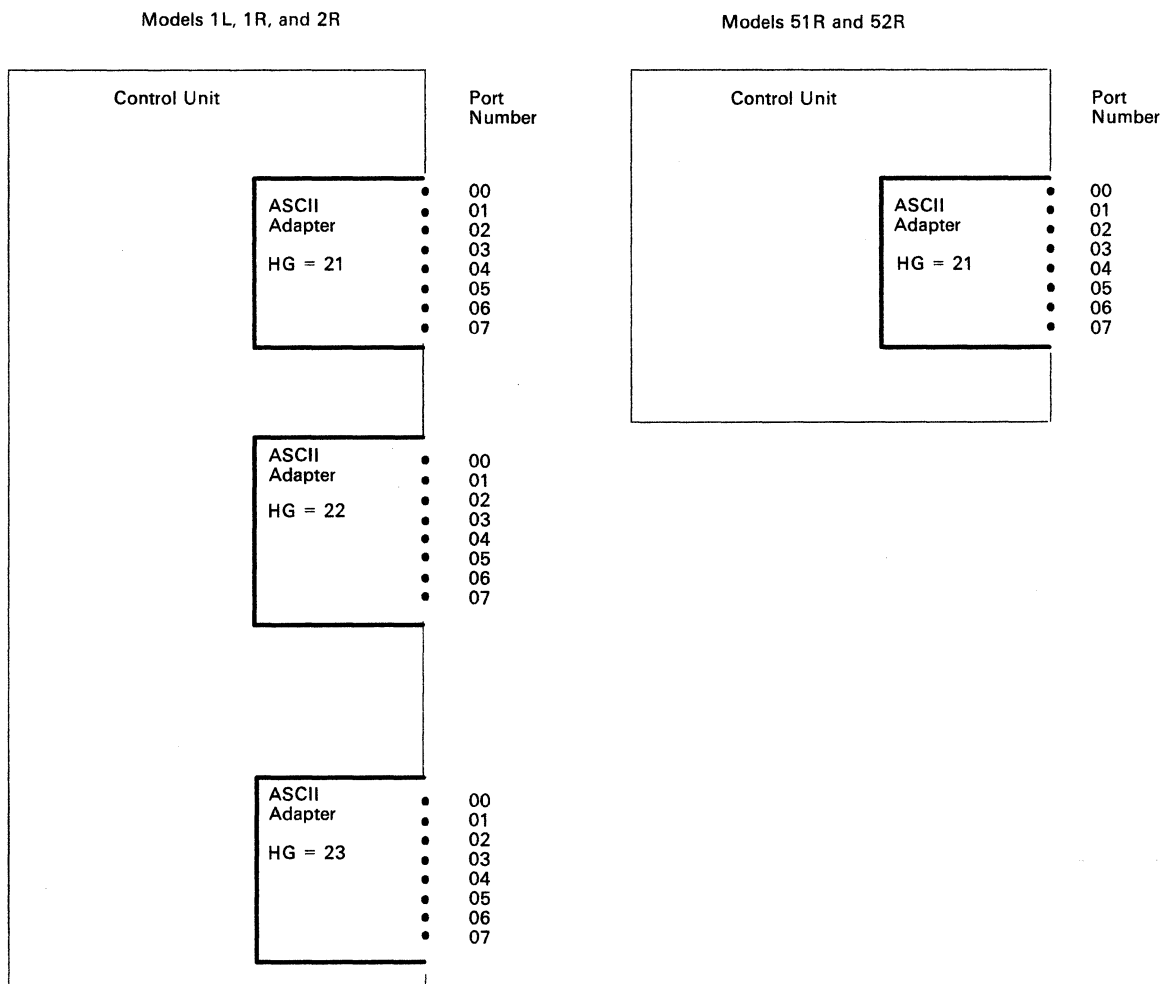 Models 1L, 1R, and 2R
Control Unit
Port
Number
ASCII
Adapter
HG = 21
00
01
02
03
04
05
06
07
ASCII
Adapter
HG = 22
00
01
02
03
04
05
06
07
ASCII
Adapter
HG = 23
00
01
02
03
04
05
06
07
Models 51R and 52R
Control Unit
Port
Number
ASCII
Adapter
HG = 21
00
01
02
03
04
05
06
07